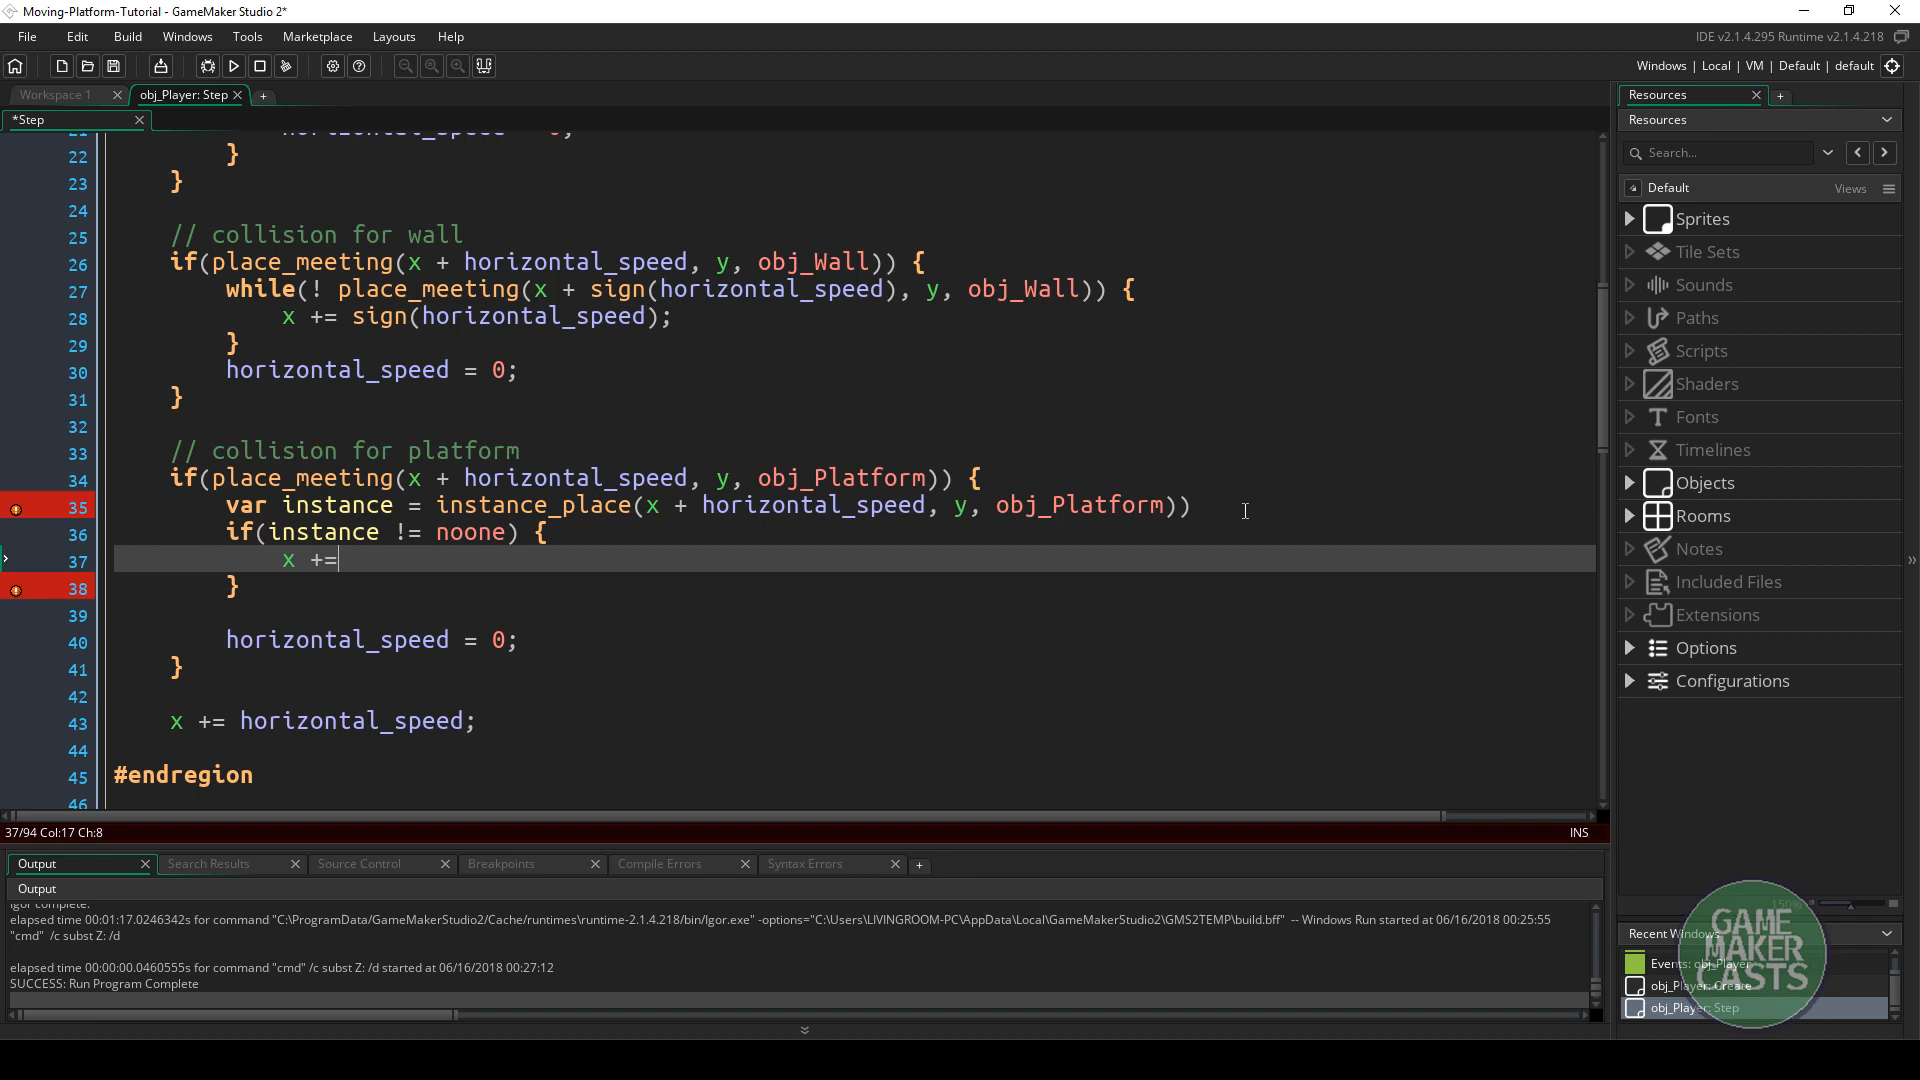 Moving-Platform-Tutorial - GameMaker Studio 2*
File Edit Build Windows Tools Marketplace Layouts Help
IDE v2.1.4.295 Runtime v2.1.4.218
Windows | Local | VM | Default | default
Workspace 1
obj_Player: Step
*Step
22 }
23 }
24
25 // collision for wall
26 if(place_meeting(x + horizontal_speed, y, obj_Wall)) {
27 while(! place_meeting(x + sign(horizontal_speed), y, obj_Wall)) {
28 x += sign(horizontal_speed);
29 }
30 horizontal_speed = 0;
31 }
32
33 // collision for platform
34 if(place_meeting(x + horizontal_speed, y, obj_Platform)) {
35 var instance = instance_place(x + horizontal_speed, y, obj_Platform))
36 if(instance != noone) {
37 x +=
38 }
39
40 horizontal_speed = 0;
41 }
42
43 x += horizontal_speed;
44
45 #endregion
46
37/94 Col:17 Ch:8
INS
Output
Search Results
Source Control
Breakpoints
Compile Errors
Syntax Errors
Output
Igor complete.
elapsed time 00:01:17.0246342s for command "C:\ProgramData/GameMakerStudio2/Cache/runtimes\runtime-2.1.4.218/bin/Igor.exe" -options="C:\Users\LIVINGROOM-PC\AppData\Local\GameMakerStudio2\GMS2TEMP\build.bff" -- Windows Run started at 06/16/2018 00:25:55
"cmd" /c subst Z: /d
elapsed time 00:00:00.0460555s for command "cmd" /c subst Z: /d started at 06/16/2018 00:27:12
SUCCESS: Run Program Complete
Resources
Resources
Search...
Default
Views
Sprites
Tile Sets
Sounds
Paths
Scripts
Shaders
Fonts
Timelines
Objects
Rooms
Notes
Included Files
Extensions
Options
Configurations
150%
Recent Windows
Events: obj_Player
obj_Player: Create
obj_Player: Step
GAME
MAKER
CASTS